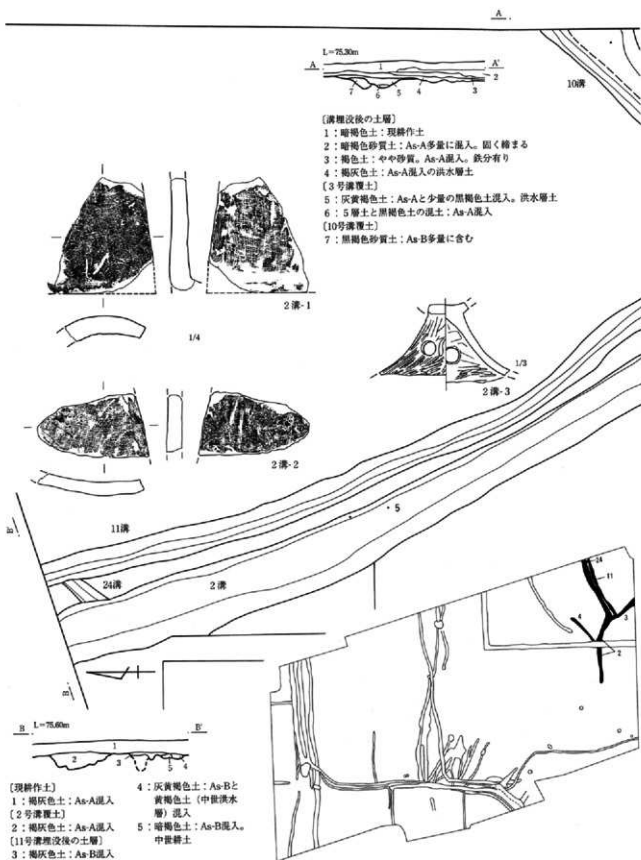 A
L=75.30m
A 1 A'
2
7 6 5 4 3
10溝
[溝埋没後の土層]
1：暗褐色土：現耕作土
2：暗褐色砂質土：As-A多量に混入。固く締まる
3：褐色土：やや砂質。As-A混入。鉄分有り
4：褐灰色土：As-A混入の洪水層土
[3号溝覆土]
5：灰黄褐色土：As-Aと少量の黒褐色土混入。洪水層土
6：5層土と黒褐色土の混土：As-A混入
[10号溝覆土]
7：黒褐色砂質土：As-B多量に含む
2溝-1
1/4
1/3
2溝-3
2溝-2
5
11溝
B'
24溝
2溝
B
24
11
4
3
2
B L=75.60m B'
1
2 3 5 4
[現耕作土]
1：褐灰色土：As-A混入
[2号溝覆土]
2：褐灰色土：As-A混入
[11号溝埋没後の土層]
3：褐灰色土：As-B混入
4：灰黄褐色土：As-Bと
黄褐色土（中世洪水
層）混入
5：暗褐色土：As-B混入。
中世耕土